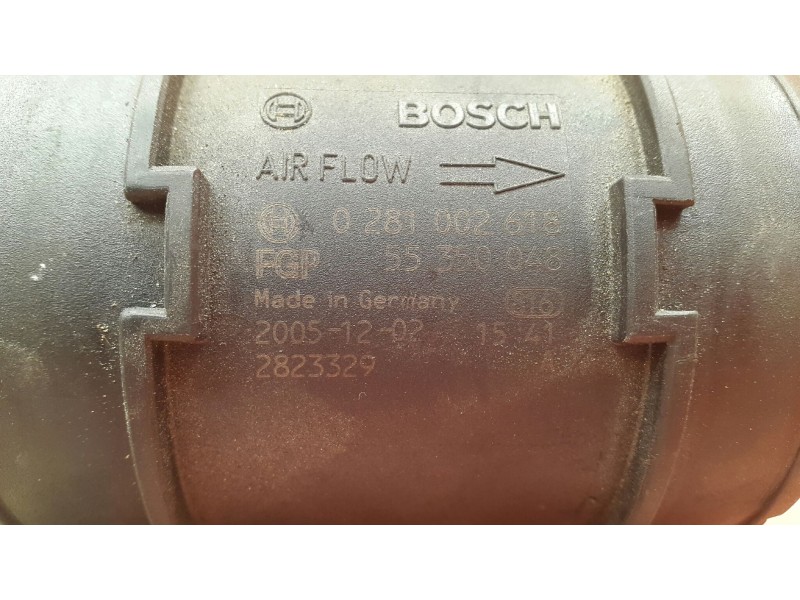 BOSCH
AIR FLOW
0 281 002 618
FGP 55 350 048
Made in Germany 516
2005-12-02 15:41
2823329